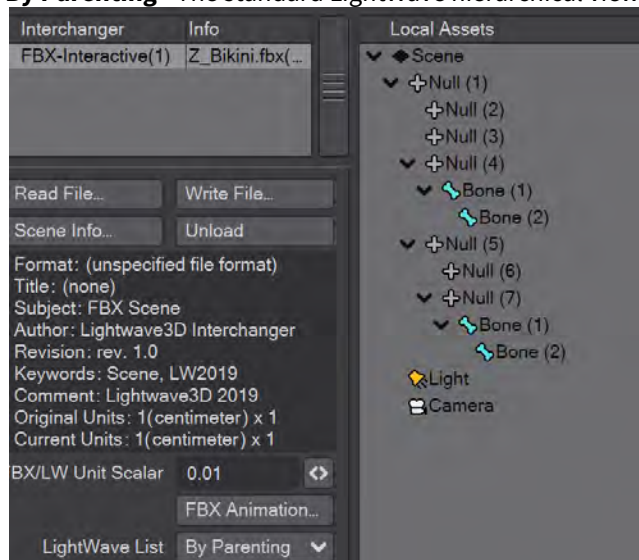 By Parenting - The standard LightWave hierarchical view
Interchanger Info
FBX-Interactive(1) Z_Bikini.fbx(...
Read File... Write File...
Scene Info... Unload
Format: (unspecified file format)
Title: (none)
Subject: FBX Scene
Author: Lightwave3D Interchanger
Revision: rev. 1.0
Keywords: Scene, LW2019
Comment: Lightwave3D 2019
Original Units: 1(centimeter) x 1
Current Units: 1(centimeter) x 1
FBX/LW Unit Scalar 0.01
FBX Animation...
LightWave List By Parenting
Local Assets
Scene
Null (1)
Null (2)
Null (3)
Null (4)
Bone (1)
Bone (2)
Null (5)
Null (6)
Null (7)
Bone (1)
Bone (2)
Light
Camera